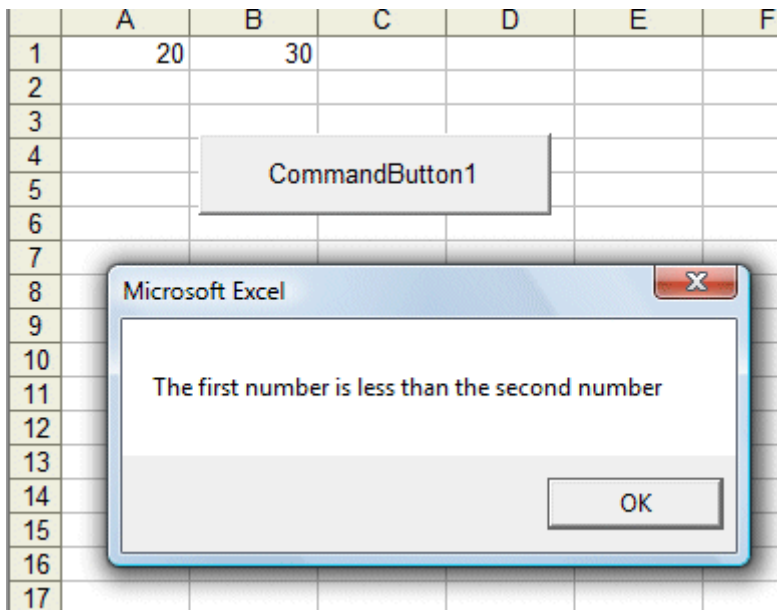 A B C D E F
1 20 30
2
3
4
CommandButton1
5
6
7
8 Microsoft Excel
9
10
11 The first number is less than the second number
12
13
14 OK
15
16
17